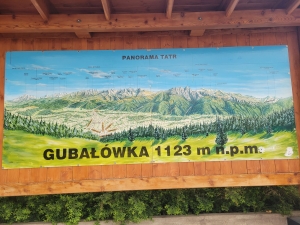 PANORAMA TATR
GUBAŁÓWKA 1123 m n.p.m.